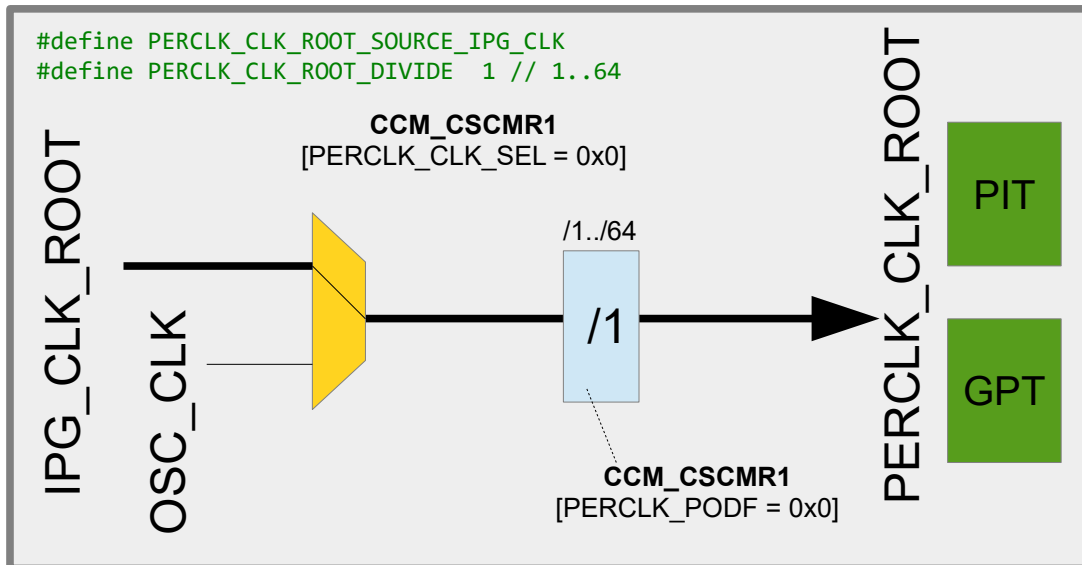 #define PERCLK_CLK_ROOT_SOURCE_IPG_CLK
#define PERCLK_CLK_ROOT_DIVIDE  1 // 1..64
CCM_CSCMR1
[PERCLK_CLK_SEL = 0x0]
IPG_CLK_ROOT
OSC_CLK
/1../64
/1
CCM_CSCMR1
[PERCLK_PODF = 0x0]
PERCLK_CLK_ROOT
PIT
GPT